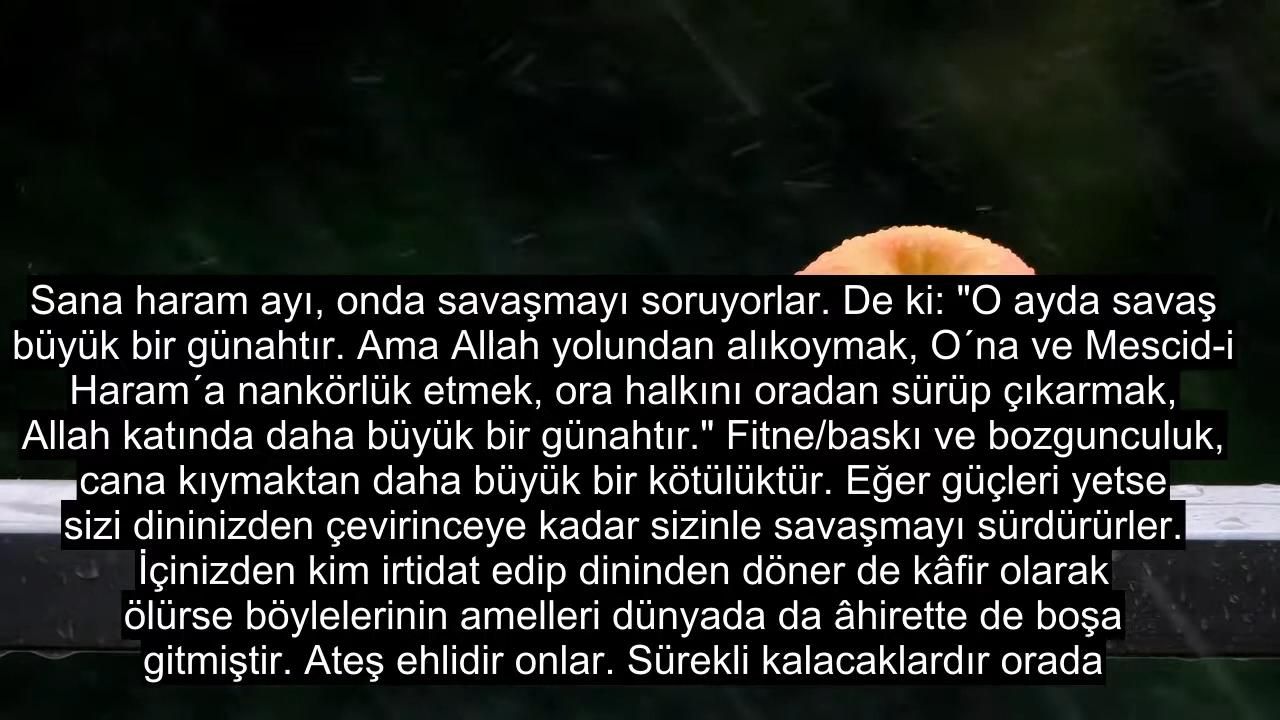 Sana haram ayı, onda savaşmayı soruyorlar. De ki: "O ayda savaş
büyük bir günahtır. Ama Allah yolundan alıkoymak, O´na ve Mescid-i
Haram´a nankörlük etmek, ora halkını oradan sürüp çıkarmak,
Allah katında daha büyük bir günahtır." Fitne/baskı ve bozgunculuk,
cana kıymaktan daha büyük bir kötülüktür. Eğer güçleri yetse
sizi dininizden çevirinceye kadar sizinle savaşmayı sürdürürler.
İçinizden kim irtidat edip dininden döner de kâfir olarak
ölürse böylelerinin amelleri dünyada da âhirette de boşa
gitmiştir. Ateş ehlidir onlar. Sürekli kalacaklardır orada